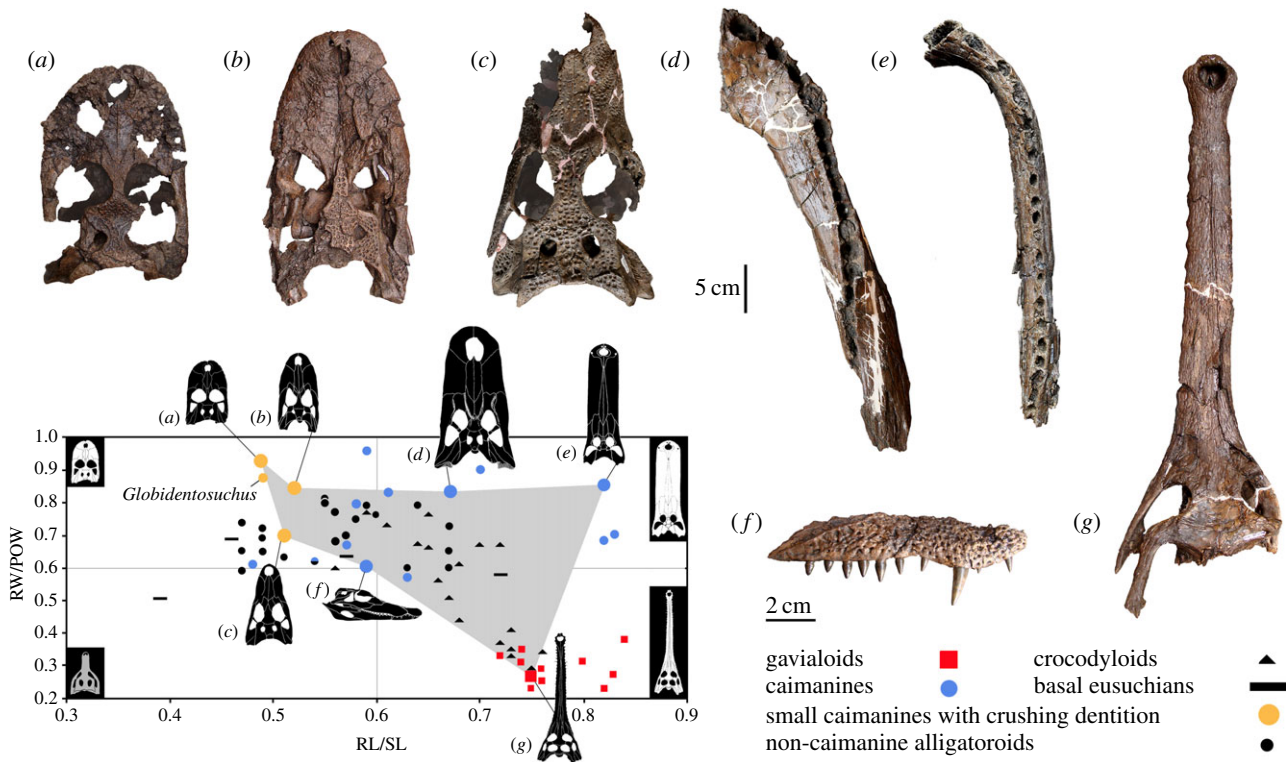 (a)
(b)
(c)
(d)
(e)
5 cm
(a)
(b)
(d)
(e)
1.0
0.9
Globidentosuchus
0.8
0.7
RW/POW
0.6
(f)
0.5
(c)
0.4
0.3
0.2
0.3
0.4
0.5
0.6
0.7
0.8
0.9
RL/SL
(g)
(f)
(g)
2 cm
gavialoids
crocodyloids
caimanines
basal eusuchians
small caimanines with crushing dentition
non-caimanine alligatoroids